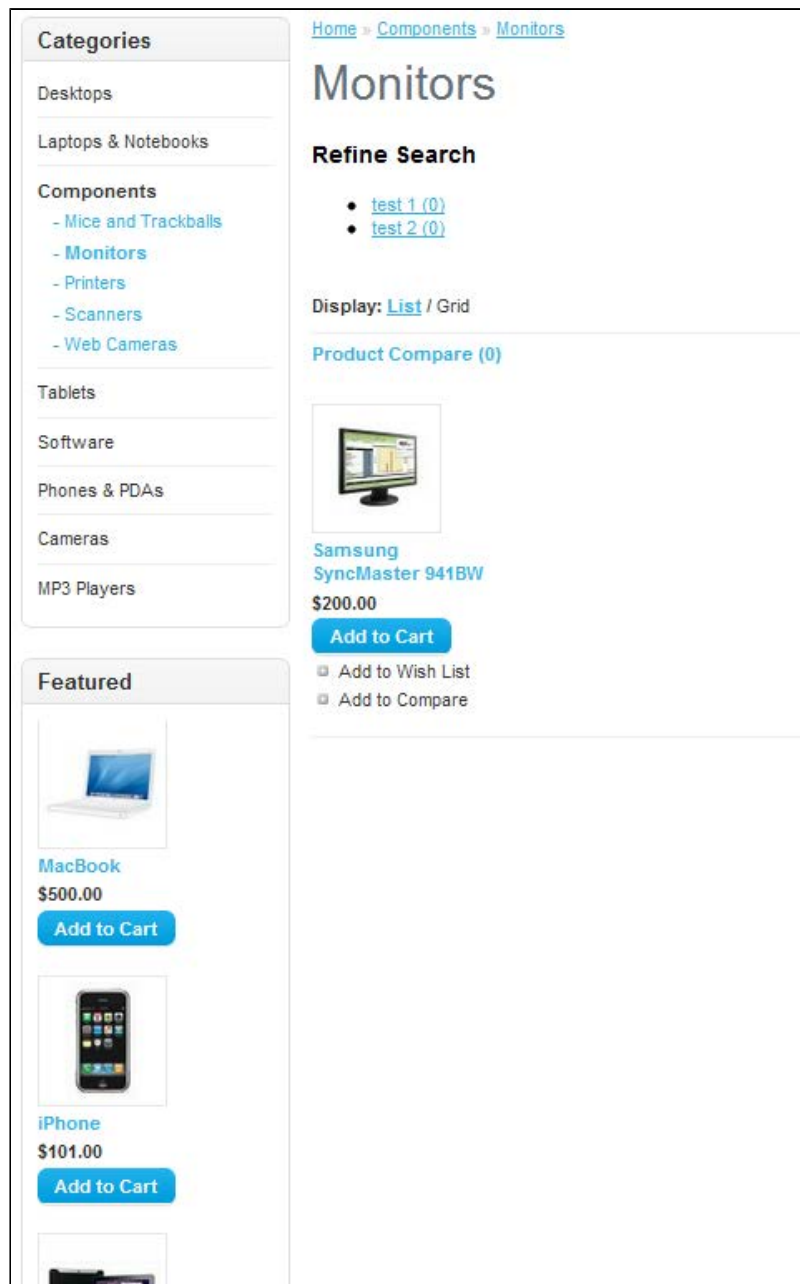 Categories
Desktops
Laptops & Notebooks
Components
- Mice and Trackballs
- Monitors
- Printers
- Scanners
- Web Cameras
Tablets
Software
Phones & PDAs
Cameras
MP3 Players
Featured
MacBook
$500.00
Add to Cart
iPhone
$101.00
Add to Cart
Home » Components » Monitors
Monitors
Refine Search
test 1 (0)
test 2 (0)
Display: List / Grid
Product Compare (0)
Samsung
SyncMaster 941BW
$200.00
Add to Cart
Add to Wish List
Add to Compare